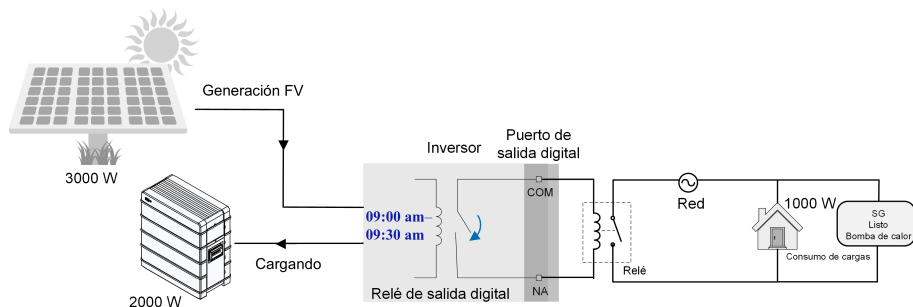 Generación FV
3000 W
Inversor
Puerto de
salida digital
COM
09:00 am
09:30 am
Cargando
2000 W
Relé de salida digital
NA
Relé
Red
1000 W
SG
Listo
Bomba de calor
Consumo de cargas